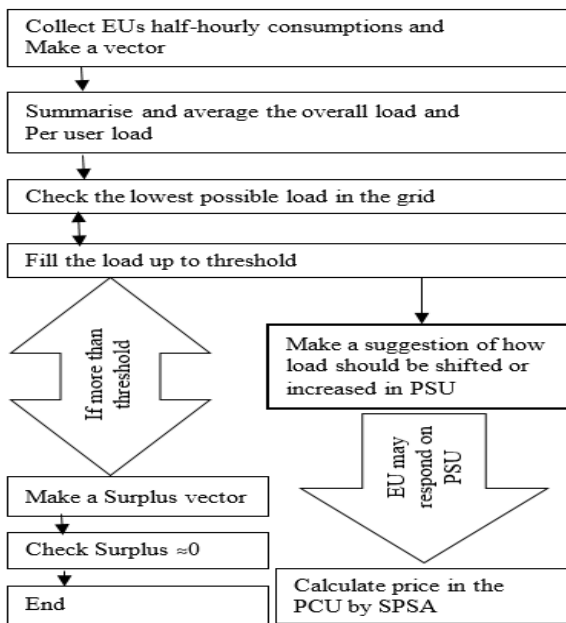 Collect EUs half-hourly consumptions and
Make a vector
Summarise and average the overall load and
Per user load
Check the lowest possible load in the grid
Fill the load up to threshold
If more than
threshold
Make a suggestion of how
load should be shifted or
increased in PSU
EU may
respond on
PSU
Make a Surplus vector
Check Surplus ≈0
End
Calculate price in the
PCU by SPSA